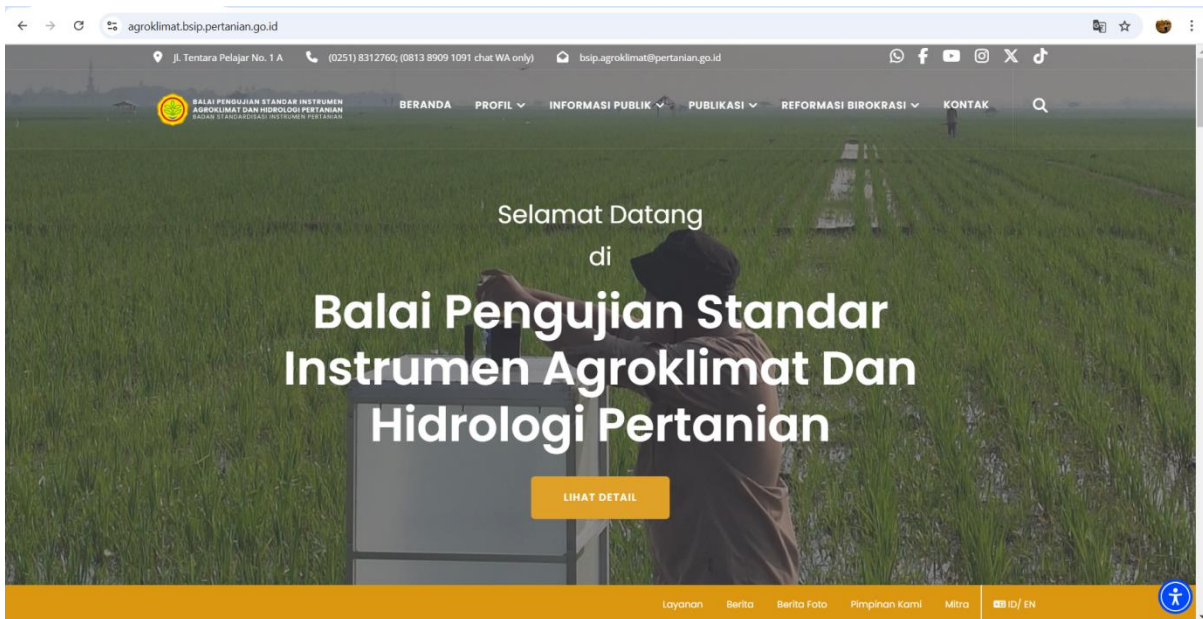 agroklimat.bsip.pertanian.go.id
Jl. Tentara Pelajar No. 1 A (0251) 8312760; (0813 8909 1091 chat WA only) bsip.agroklimat@pertanian.go.id
BALAI PENGUJIAN STANDAR INSTRUMEN
AGROKLIMAT DAN HIDROLOGI PERTANIAN
BADAN STANDARDISASI INSTRUMEN PERTANIAN
BERANDA PROFIL INFORMASI PUBLIK PUBLIKASI REFORMASI BIROKRASI KONTAK
Selamat Datang
di
Balai Pengujian Standar
Instrumen Agroklimat Dan
Hidrologi Pertanian
LIHAT DETAIL
Layanan Berita Berita Foto Pimpinan Kami Mitra ID/ EN